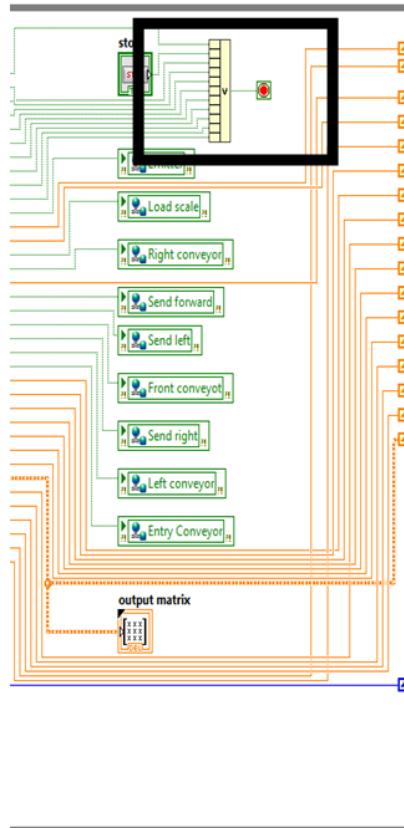 sto
Emitter
Load scale
Right conveyor
Send forward
Send left
Front conveyot
Send right
Left conveyor
Entry Conveyor
output matrix